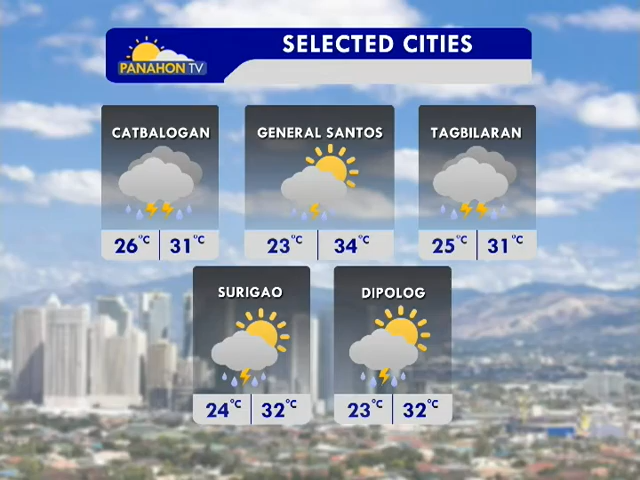 SELECTED CITIES
PANAHON TV
CATBALOGAN
26°C 31°C
GENERAL SANTOS
23°C 34°C
TAGBILARAN
25°C 31°C
SURIGAO
24°C 32°C
DIPOLOG
23°C 32°C